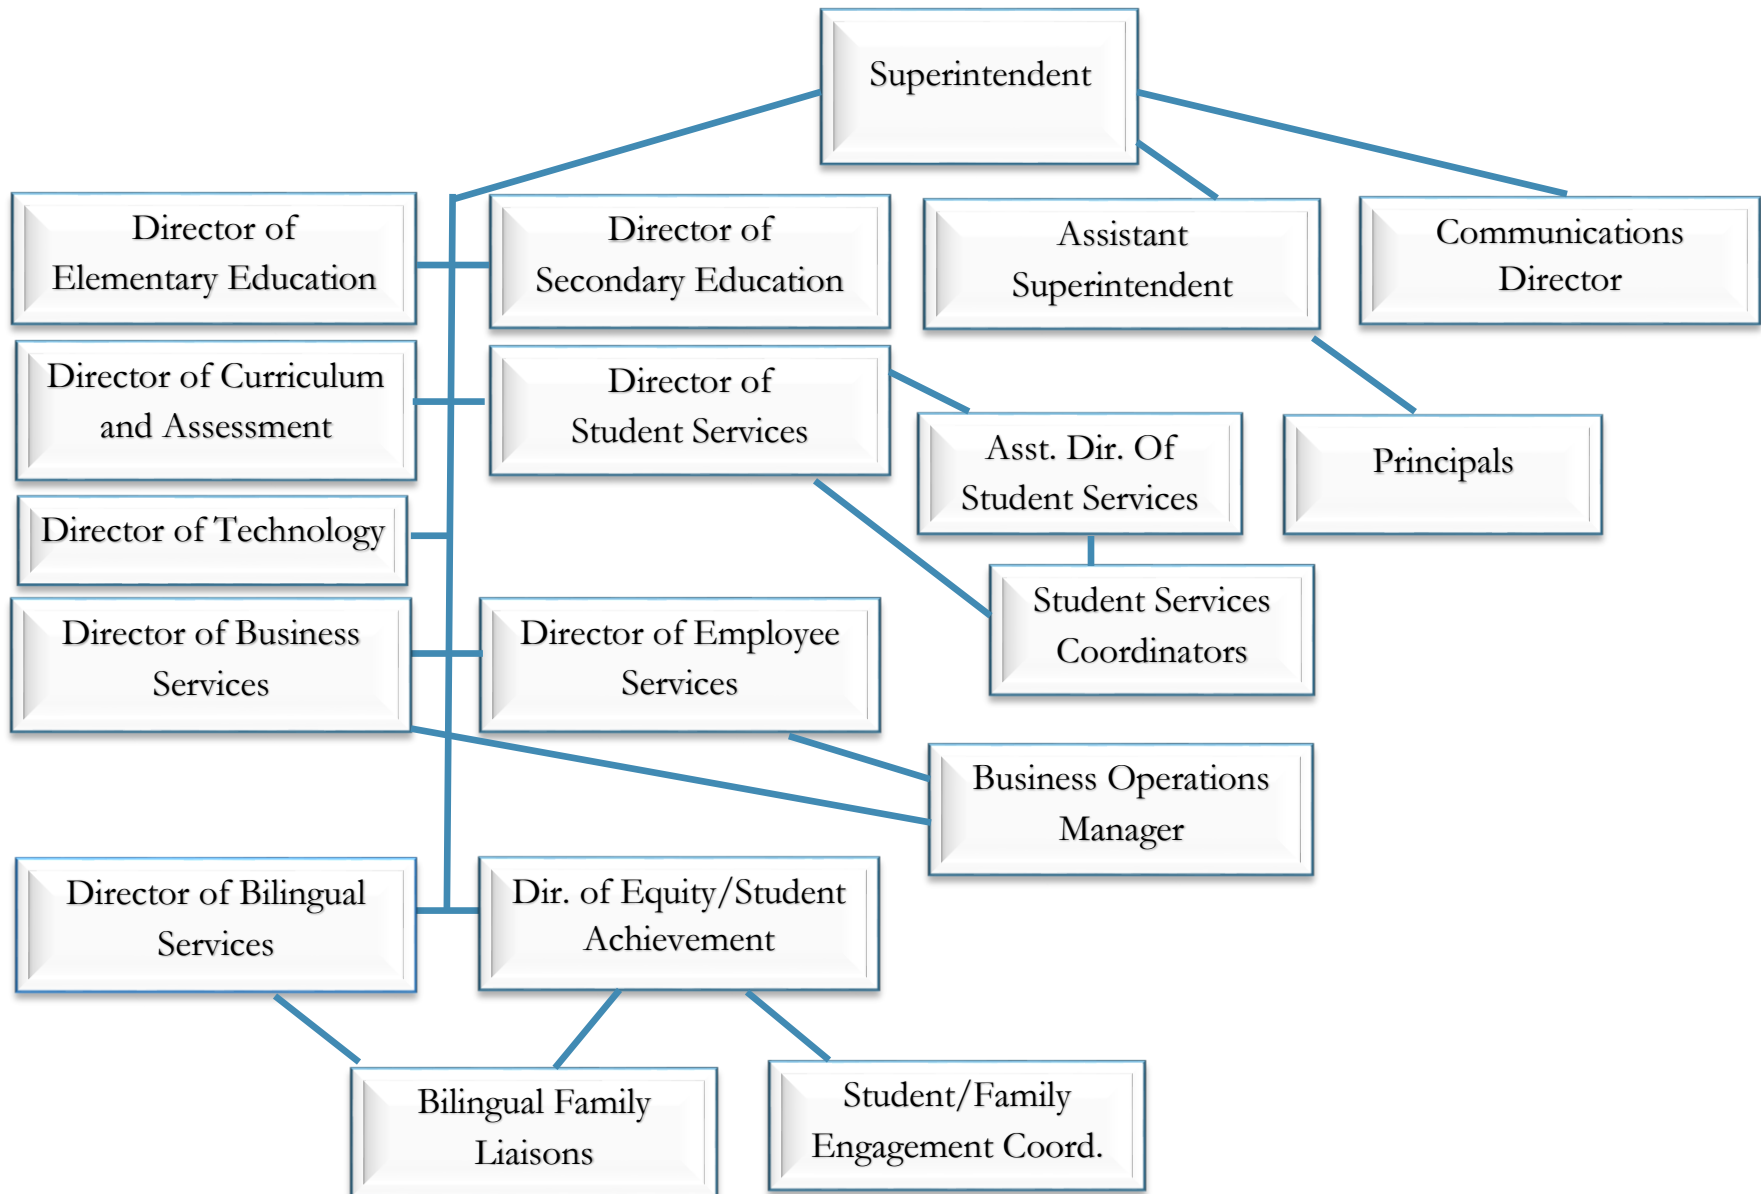 Superintendent
Director of
Elementary Education
Director of
Secondary Education
Assistant
Superintendent
Communications
Director
Director of Curriculum
and Assessment
Director of
Student Services
Asst. Dir. Of
Student Services
Principals
Director of Technology
Student Services
Coordinators
Director of Business
Services
Director of Employee
Services
Business Operations
Manager
Director of Bilingual
Services
Dir. of Equity/Student
Achievement
Bilingual Family
Liaisons
Student/Family
Engagement Coord.